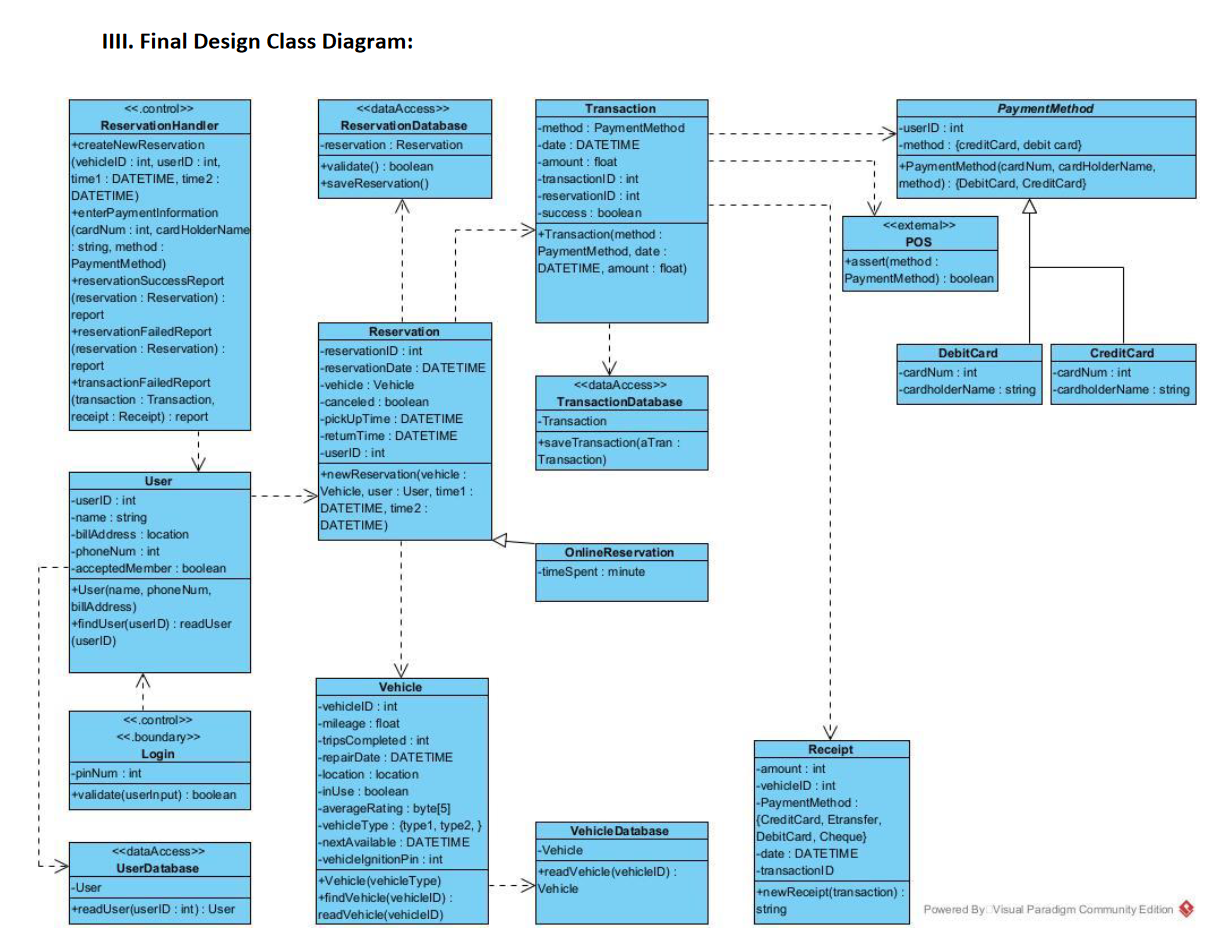 IIII. Final Design Class Diagram:
<<.control>>
ReservationHandler
+createNewReservation
(vehicleID : int, userID : int,
time1 : DATETIME, time2 :
DATETIME)
+enterPaymentInformation
(cardNum : int, cardHolderName
: string, method :
PaymentMethod)
+reservationSuccessReport
(reservation : Reservation) :
report
+reservationFailedReport
(reservation : Reservation) :
report
+transactionFailedReport
(transaction : Transaction,
receipt : Receipt) : report
<<dataAccess>>
ReservationDatabase
-reservation : Reservation
+validate() : boolean
+saveReservation()
Transaction
-method : PaymentMethod
-date : DATETIME
-amount : float
-transactionID : int
-reservationID : int
-success : boolean
+Transaction(method :
PaymentMethod, date :
DATETIME, amount : float)
PaymentMethod
-userID : int
-method : {creditCard, debit card}
+PaymentMethod(cardNum, cardHolderName,
method) : {DebitCard, CreditCard}
<<external>>
POS
+assert(method :
PaymentMethod) : boolean
DebitCard
-cardNum : int
-cardholderName : string
CreditCard
-cardNum : int
-cardholderName : string
Reservation
-reservationID : int
-reservationDate : DATETIME
-vehicle : Vehicle
-canceled : boolean
-pickUpTime : DATETIME
-returnTime : DATETIME
-userID : int
+newReservation(vehicle :
Vehicle, user : User, time1 :
DATETIME, time2 :
DATETIME)
<<dataAccess>>
TransactionDatabase
-Transaction
+saveTransaction(aTran :
Transaction)
User
-userID : int
-name : string
-billAddress : location
-phoneNum : int
-acceptedMember : boolean
+User(name, phoneNum,
billAddress)
+findUser(userID) : readUser
(userID)
OnlineReservation
-timeSpent : minute
<<.control>>
<<.boundary>>
Login
-pinNum : int
+validate(userInput) : boolean
Vehicle
-vehicleID : int
-mileage : float
-tripsCompleted : int
-repairDate : DATETIME
-location : location
-inUse : boolean
-averageRating : byte[5]
-vehicleType : {type1, type2, }
-nextAvailable : DATETIME
-vehicleIgnitionPin : int
+Vehicle(vehicleType)
+findVehicle(vehicleID) :
readVehicle(vehicleID)
<<dataAccess>>
UserDatabase
-User
+readUser(userID : int) : User
VehicleDatabase
-Vehicle
+readVehicle(vehicleID) :
Vehicle
Receipt
-amount : int
-vehicleID : int
-PaymentMethod :
{CreditCard, Etransfer,
DebitCard, Cheque}
-date : DATETIME
-transactionID
+newReceipt(transaction) :
string
Powered By□Visual Paradigm Community Edition